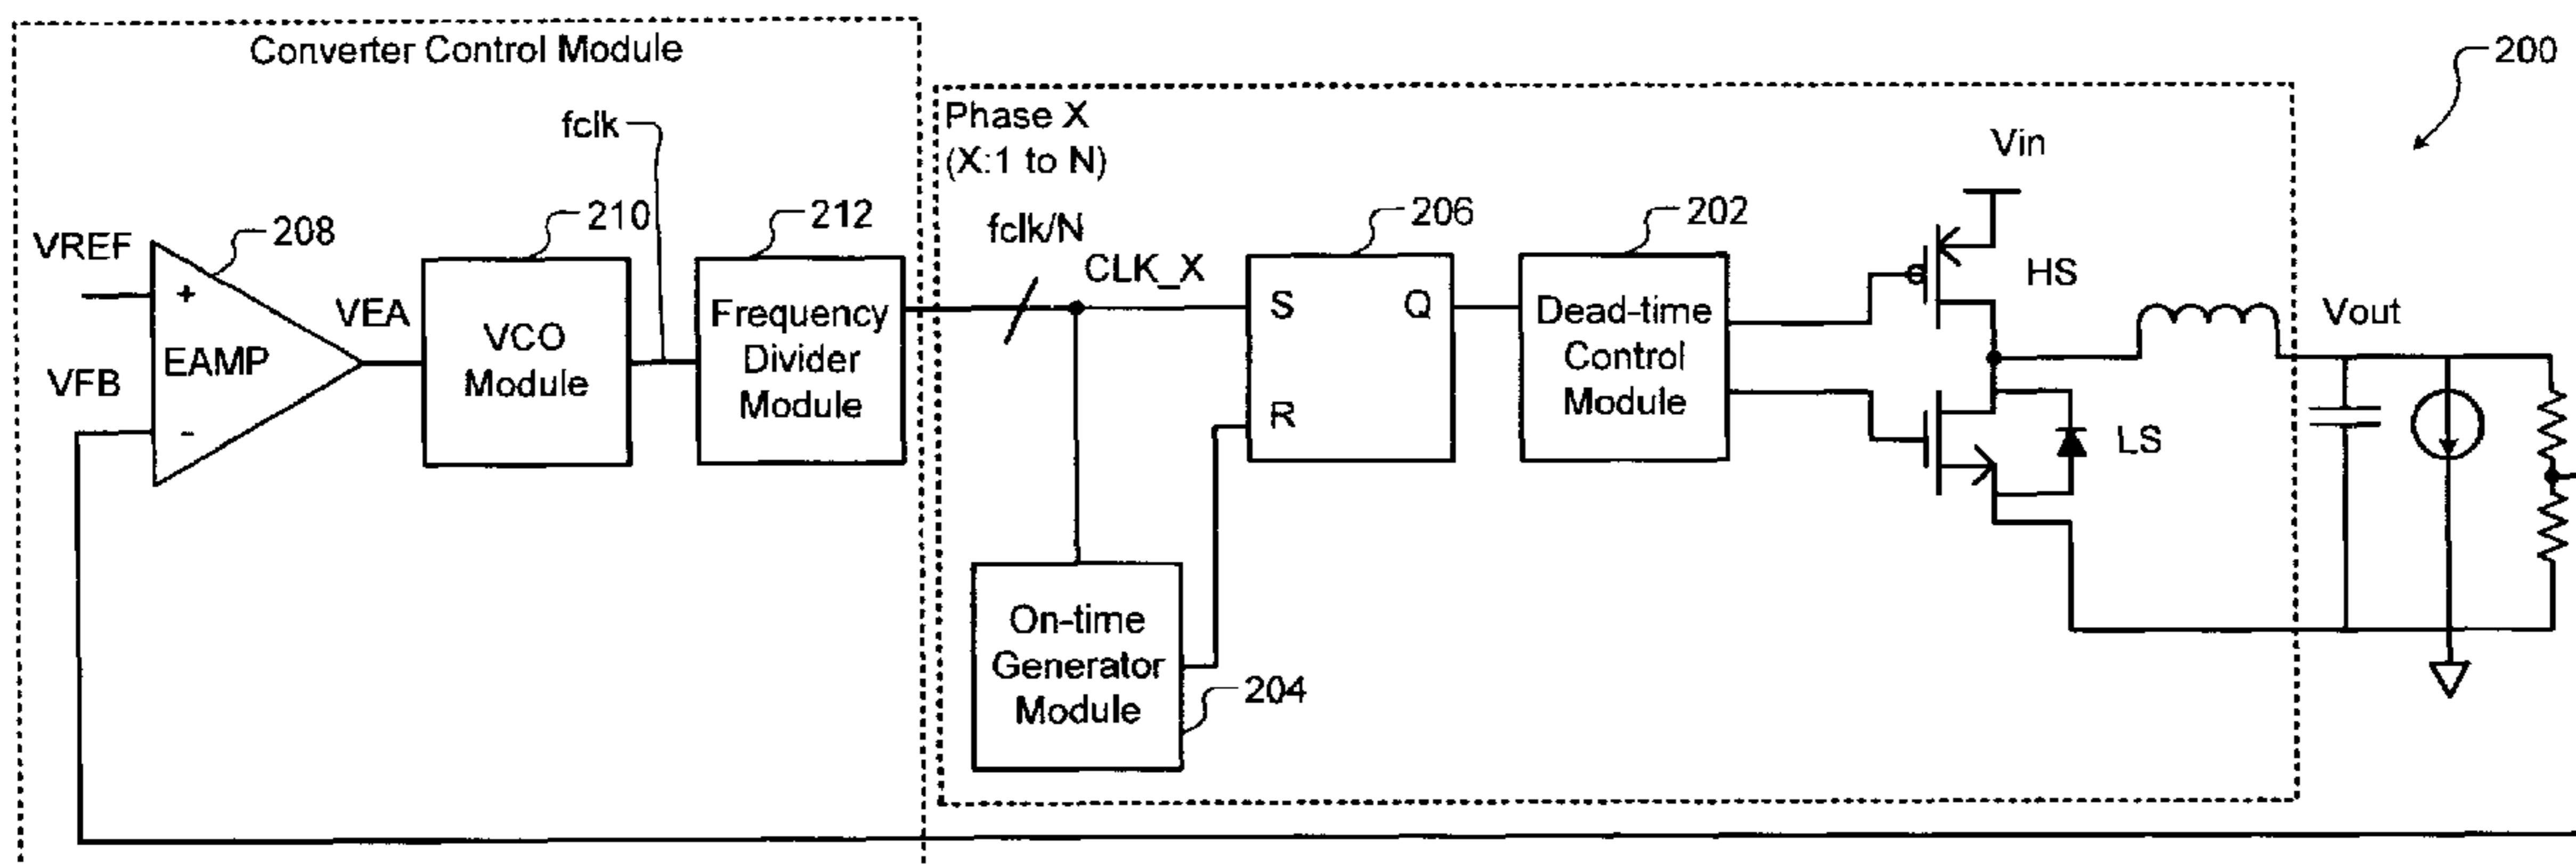 Converter Control Module
200
fclk
Phase X
(X:1 to N)
Vin
VREF
208
210
212
fclk/N
206
202
CLK_X
HS
+
EAMP
VEA
VCO
Module
Frequency
Divider
Module
S
Q
R
Dead-time
Control
Module
Vout
VFB
-
LS
On-time
Generator
Module
204